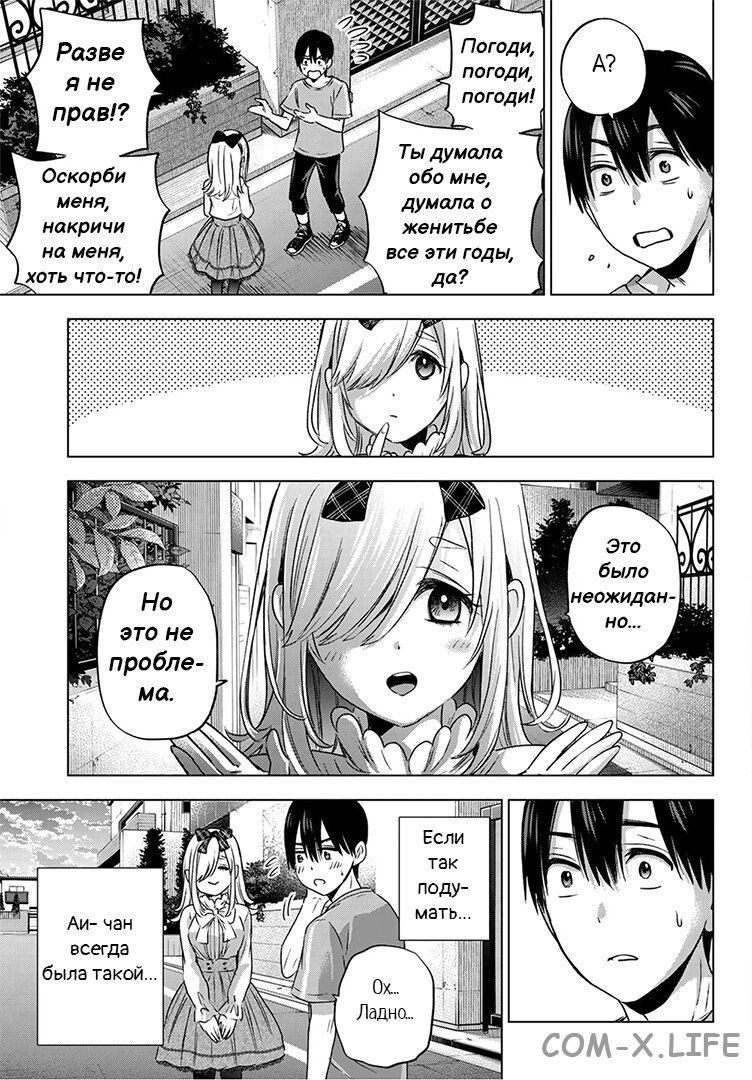 А?
Погоди,
погоди,
погоди!
Ты думала
обо мне,
думала о
женитьбе
все эти годы,
да?
Разве
я не
прав!?
Оскорби
меня,
накричи
на меня,
хоть что-то!
Это
было
неожидан-
но...
Но
это не
пробле-
ма.
Если
так
поду-
мать...
Ох...
Ладно...
Аи- чан
всегда
была такой...
COM-X.LIFE